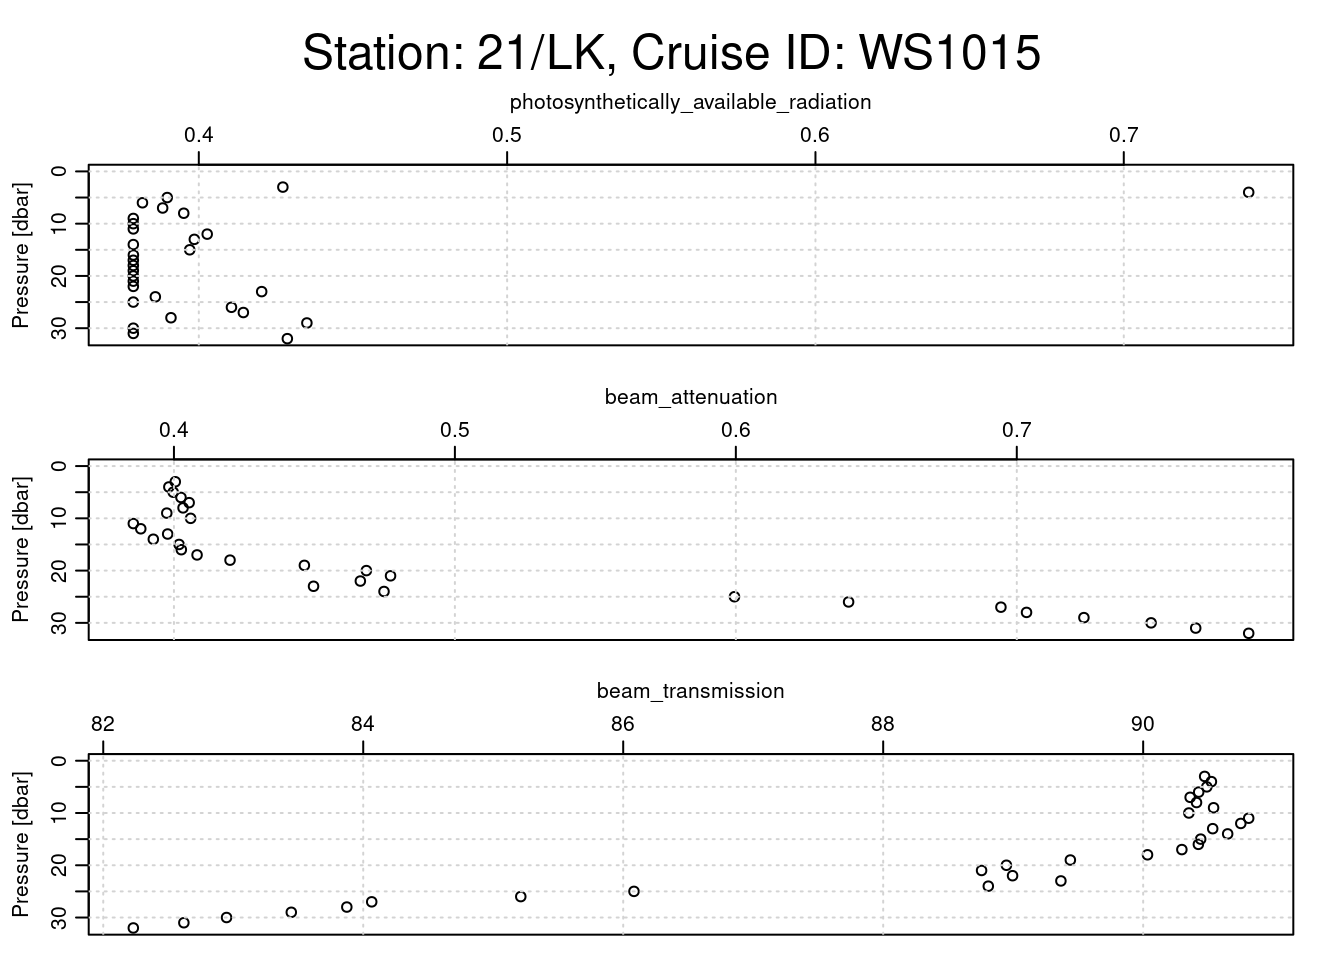 Station: 21/LK, Cruise ID: WS1015
photosynthetically_available_radiation
0.4 0.5 0.6 0.7
Pressure [dbar]
0
10
20
30
beam_attenuation
0.4 0.5 0.6 0.7
Pressure [dbar]
0
10
20
30
beam_transmission
82 84 86 88 90
Pressure [dbar]
0
10
20
30